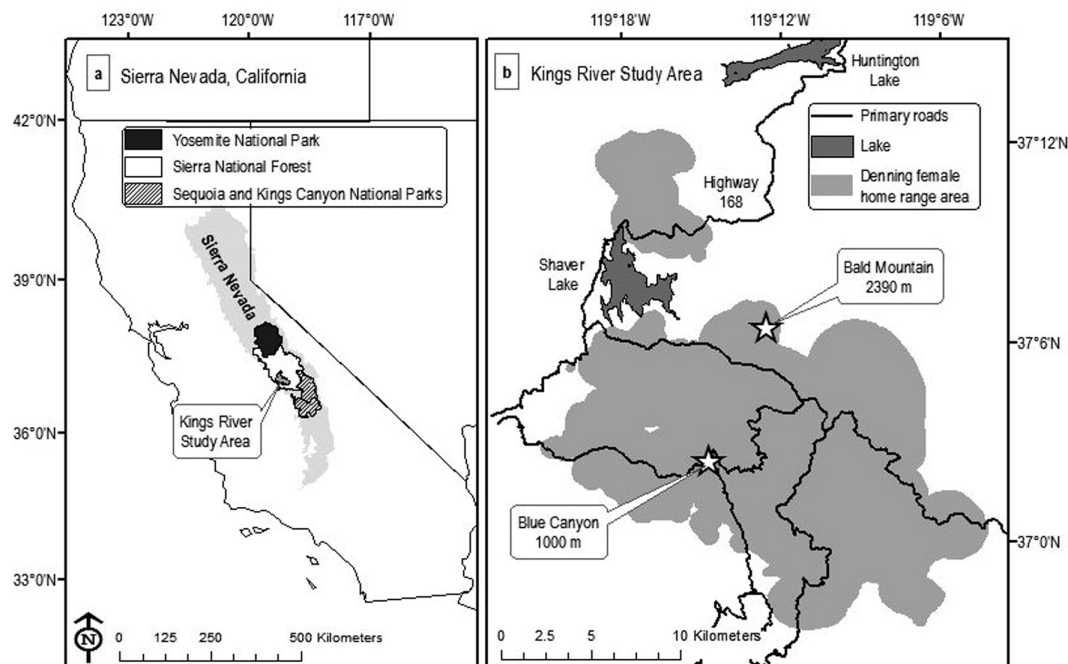 123°0'W 120°0'W 117°0'W
a Sierra Nevada, California
Yosemite National Park
Sierra National Forest
Sequoia and Kings Canyon National Parks
42°0'N
39°0'N
36°0'N
33°0'N
Sierra Nevada
Kings River
Study Area
N
0 125 250 500 Kilometers
119°18'W 119°12'W 119°6'W
b Kings River Study Area
Huntington
Lake
Primary roads
Lake
Denning female
home range area
Highway
168
Shaver
Lake
Bald Mountain
2390 m
Blue Canyon
1000 m
37°12'N
37°6'N
37°0'N
0 2.5 5 10 Kilometers